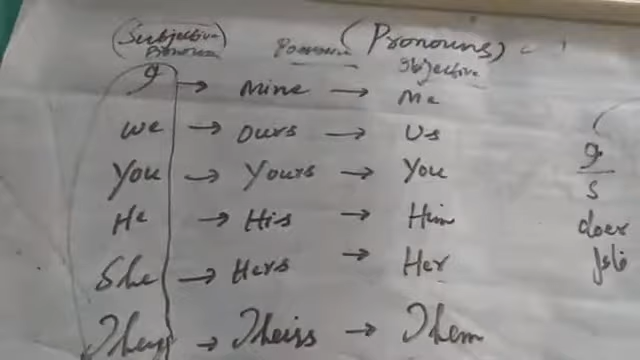 (Subjective) (Pronouns)
Pronoun Objective
I → Mine → Me
We → Ours → Us
You → Yours → You
He → His → Him
She → Hers → Her
They → Theirs → Them
I
S
does